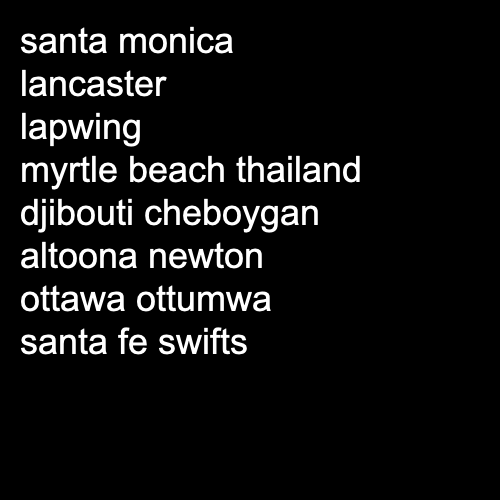 santa monica
lancaster
lapwing
myrtle beach thailand
djibouti cheboygan
altoona newton
ottawa ottumwa
santa fe swifts